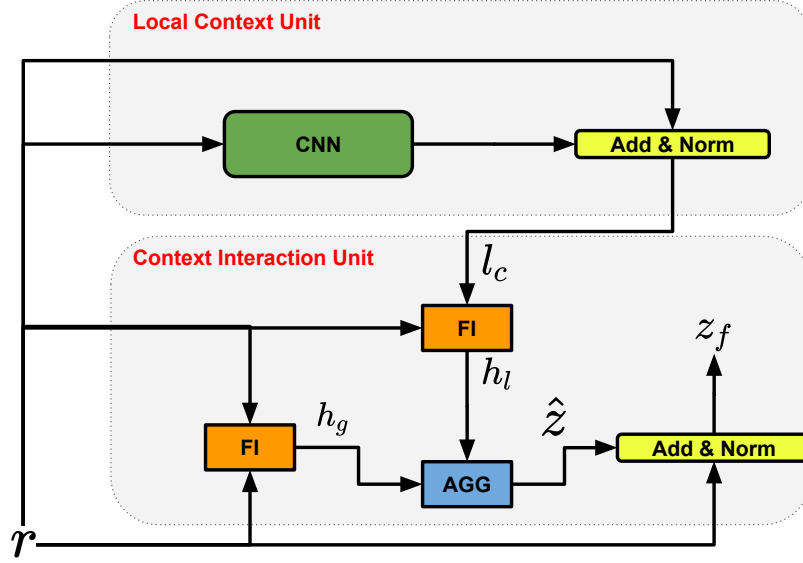 Local Context Unit
CNN
Add & Norm
Context Interaction Unit
l_c
FI
z_f
h_l
h_g
ẑ
FI
Add & Norm
AGG
r